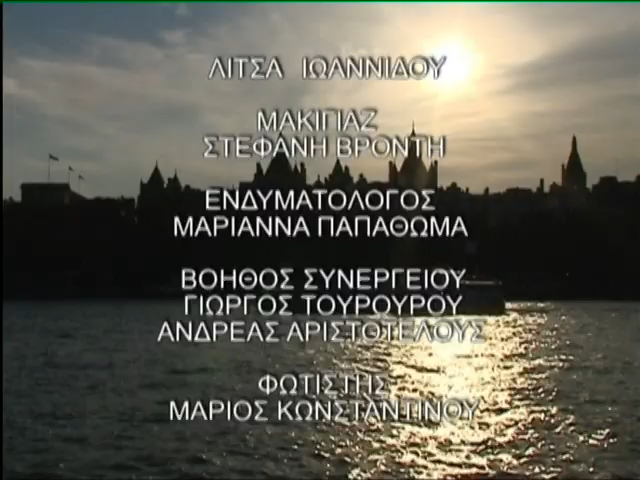 ΛΙΤΣΑ ΙΩΑΝΝΙΔΟΥ
ΜΑΚΙΓΙΑΖ
ΣΤΕΦΑΝΗ ΒΡΟΝΤΗ
ΕΝΔΥΜΑΤΟΛΟΓΟΣ
ΜΑΡΙΑΝΝΑ ΠΑΠΑΘΩΜΑ
ΒΟΗΘΟΣ ΣΥΝΕΡΓΕΙΟΥ
ΓΙΩΡΓΟΣ ΤΟΥΡΟΥΡΟΥ
ΑΝΔΡΕΑΣ ΑΡΙΣΤΟΤΕΛΟΥΣ
ΦΩΤΙΣΤΗΣ
ΜΑΡΙΟΣ ΚΩΝΣΤΑΝΤΙΝΟΥ